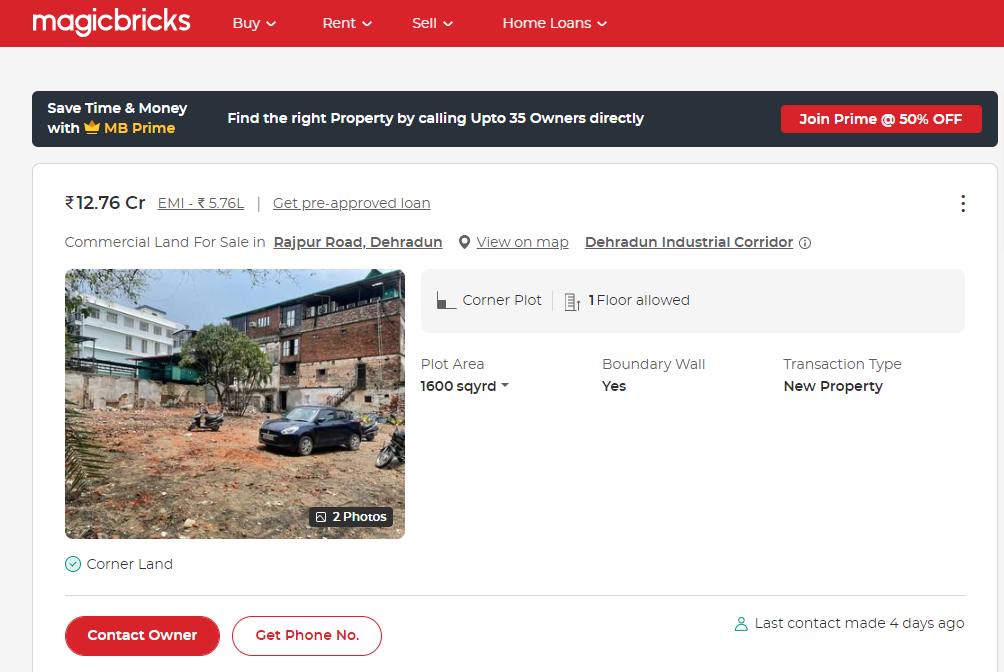 magicbricks
Buy Rent Sell Home Loans
Save Time & Money
with MB Prime
Find the right Property by calling Upto 35 Owners directly
Join Prime @ 50% OFF
₹12.76 Cr EMI - ₹ 5.76L | Get pre-approved loan
Commercial Land For Sale in Rajpur Road, Dehradun View on map Dehradun Industrial Corridor
Corner Plot 1 Floor allowed
Plot Area Boundary Wall Transaction Type
1600 sqyrd Yes New Property
2 Photos
Corner Land
Contact Owner Get Phone No. Last contact made 4 days ago